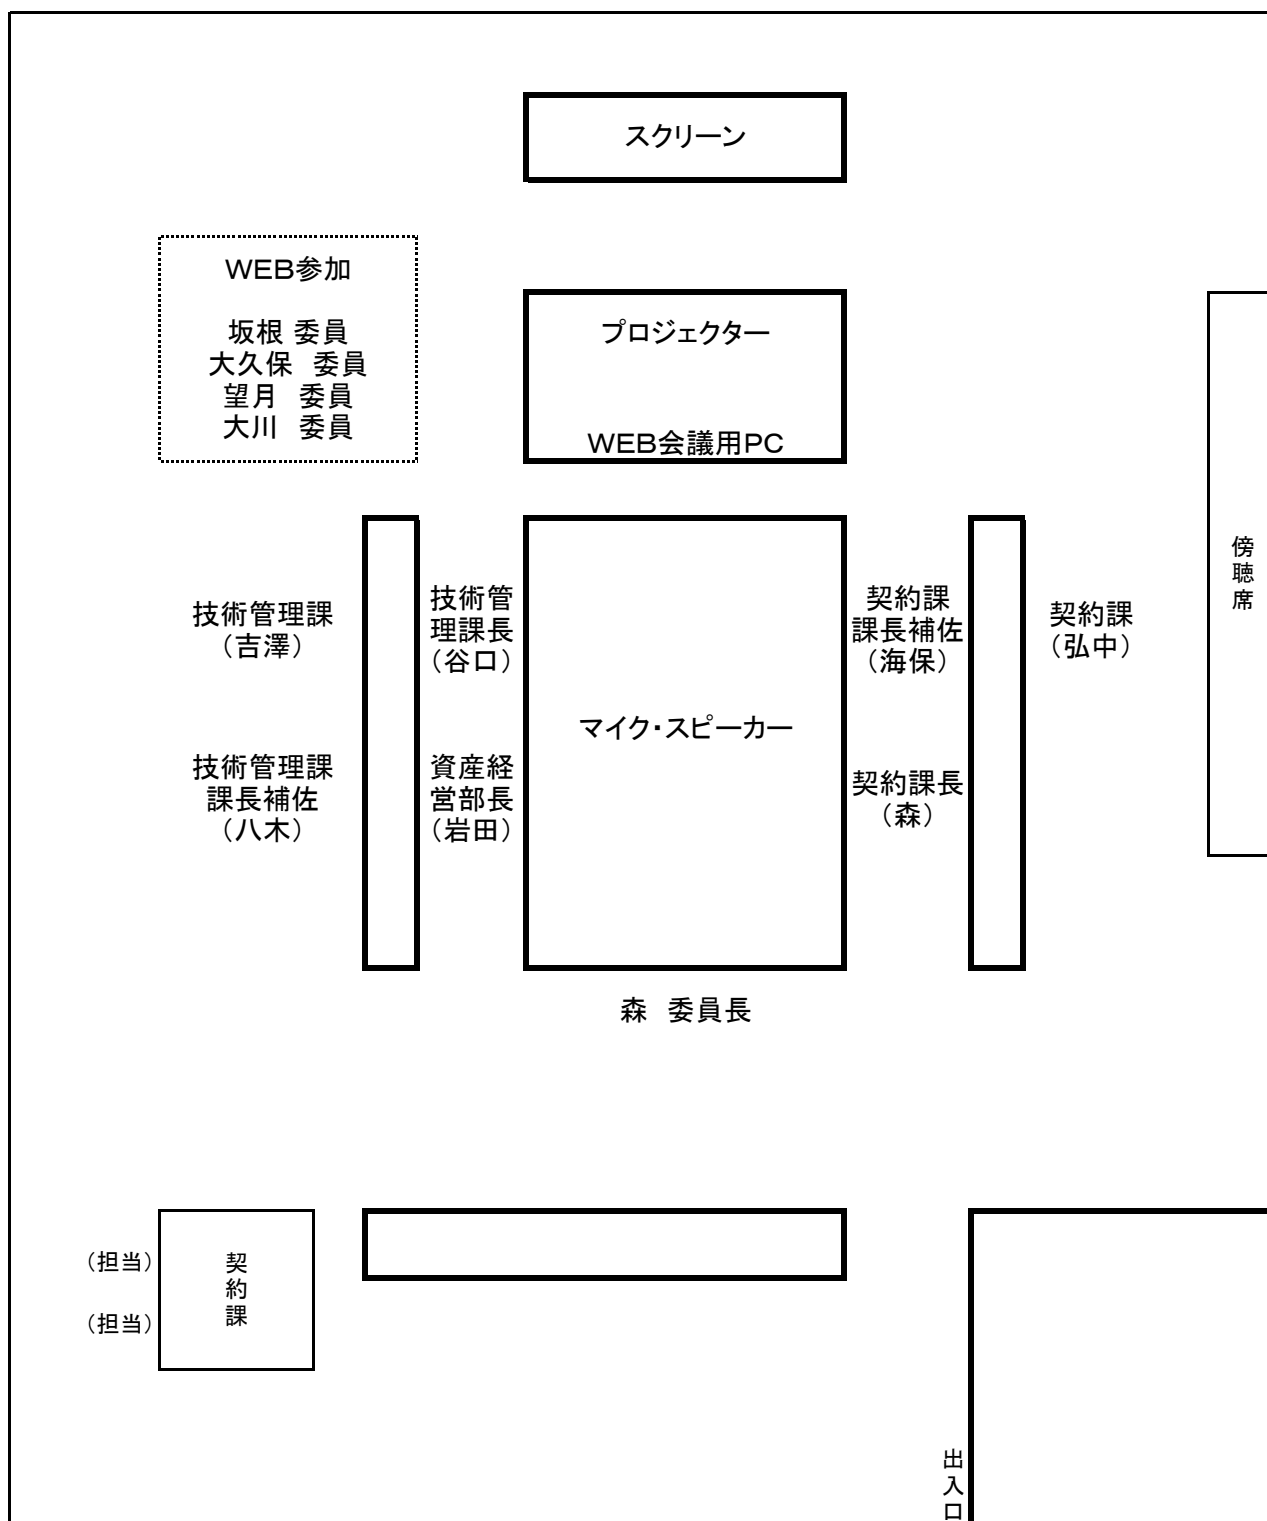 スクリーン
WEB参加
坂根 委員
大久保　委員
望月　委員
大川　委員
プロジェクター
WEB会議用PC
技術管理課
（吉澤）
技術管
理課長
（谷口）
契約課
課長補佐
（海保）
契約課
（弘中）
傍聴席
マイク・スピーカー
技術管理課
課長補佐
（八木）
資産経
営部長
（岩田）
契約課長
（森）
森　委員長
（担当）
（担当）
契約課
出入口